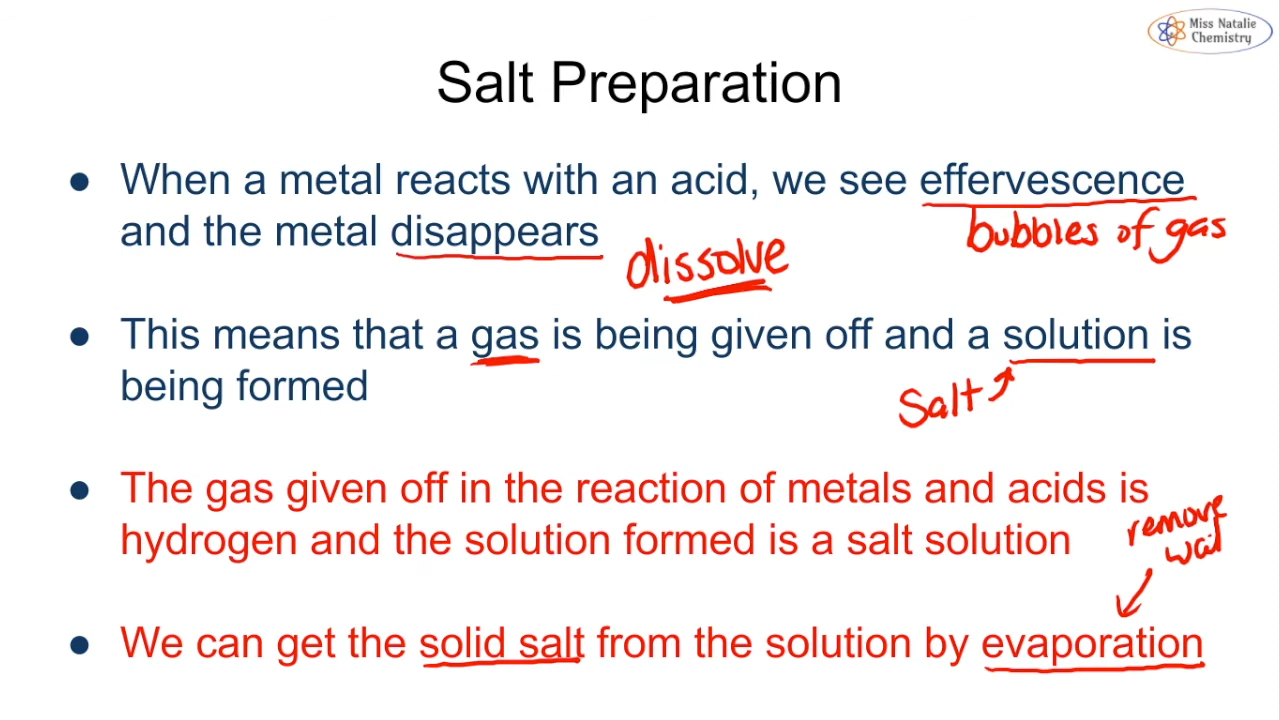 Miss Natalie
Chemistry
Salt Preparation
● When a metal reacts with an acid, we see effervescence
and the metal disappears
bubbles of gas
dissolve
● This means that a gas is being given off and a solution is
being formed
Salt
● The gas given off in the reaction of metals and acids is
hydrogen and the solution formed is a salt solution
remove
● We can get the solid salt from the solution by evaporation